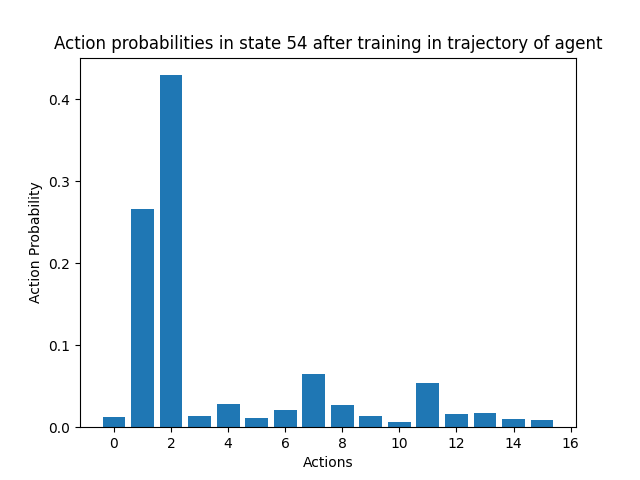 Action probabilities in state 54 after training in trajectory of agent
Action Probability
0.4
0.3
0.2
0.1
0.0
0 2 4 6 8 10 12 14 16
Actions